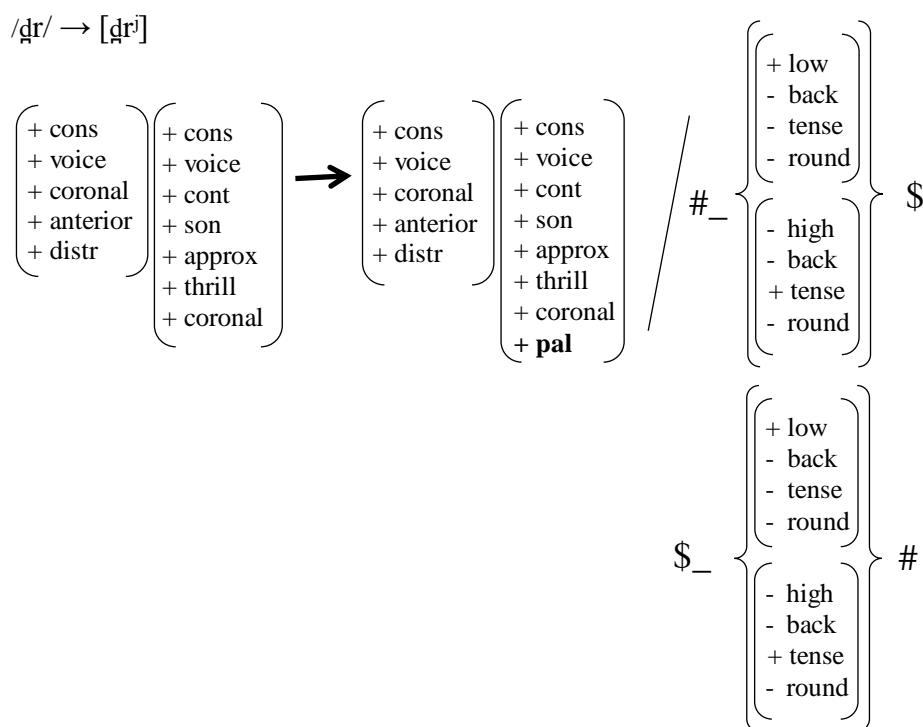 /d̪r/ → [d̪rʲ]
+ cons
+ voice
+ coronal
+ anterior
+ distr
+ cons
+ voice
+ cont
+ son
+ approx
+ thrill
+ coronal
→
+ cons
+ voice
+ coronal
+ anterior
+ distr
+ cons
+ voice
+ cont
+ son
+ approx
+ thrill
+ coronal
+ pal
/
#_
+ low
- back
- tense
- round
- high
- back
+ tense
- round
$
$_
+ low
- back
- tense
- round
- high
- back
+ tense
- round
#